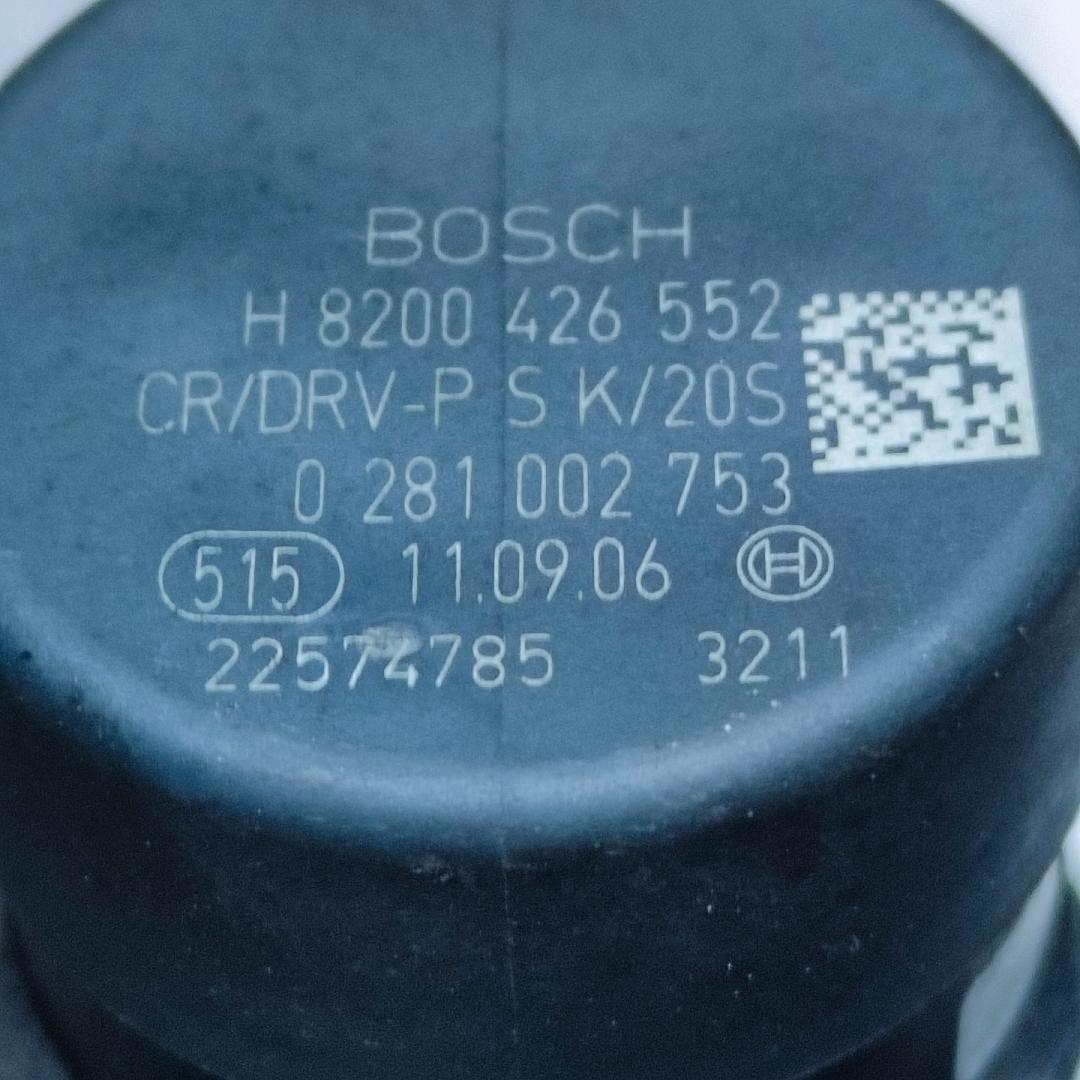 BOSCH
H 8200 426 552
CR/DRV-P S K/20S
0 281 002 753
515 11.09.06
22574785 3211